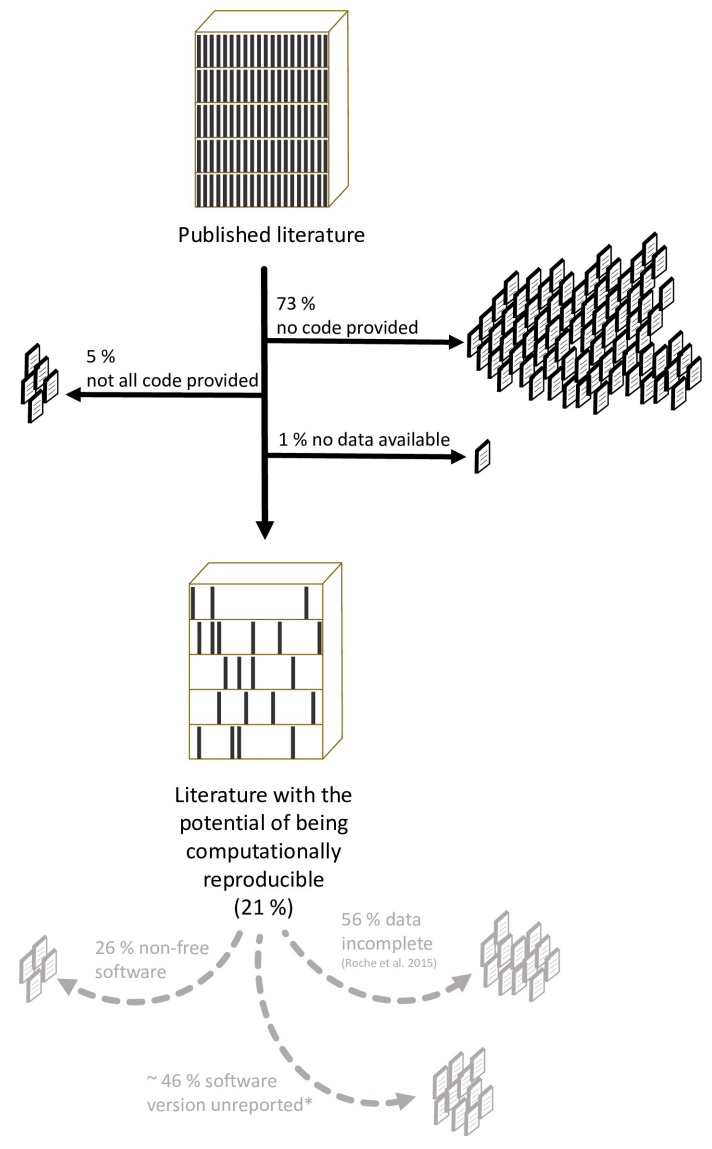 Published literature
73 %
no code provided
5 %
not all code provided
1 % no data available
Literature with the
potential of being
computationally
reproducible
(21 %)
56 % data
incomplete
(Roche et al. 2015)
26 % non-free
software
~ 46 % software
version unreported*